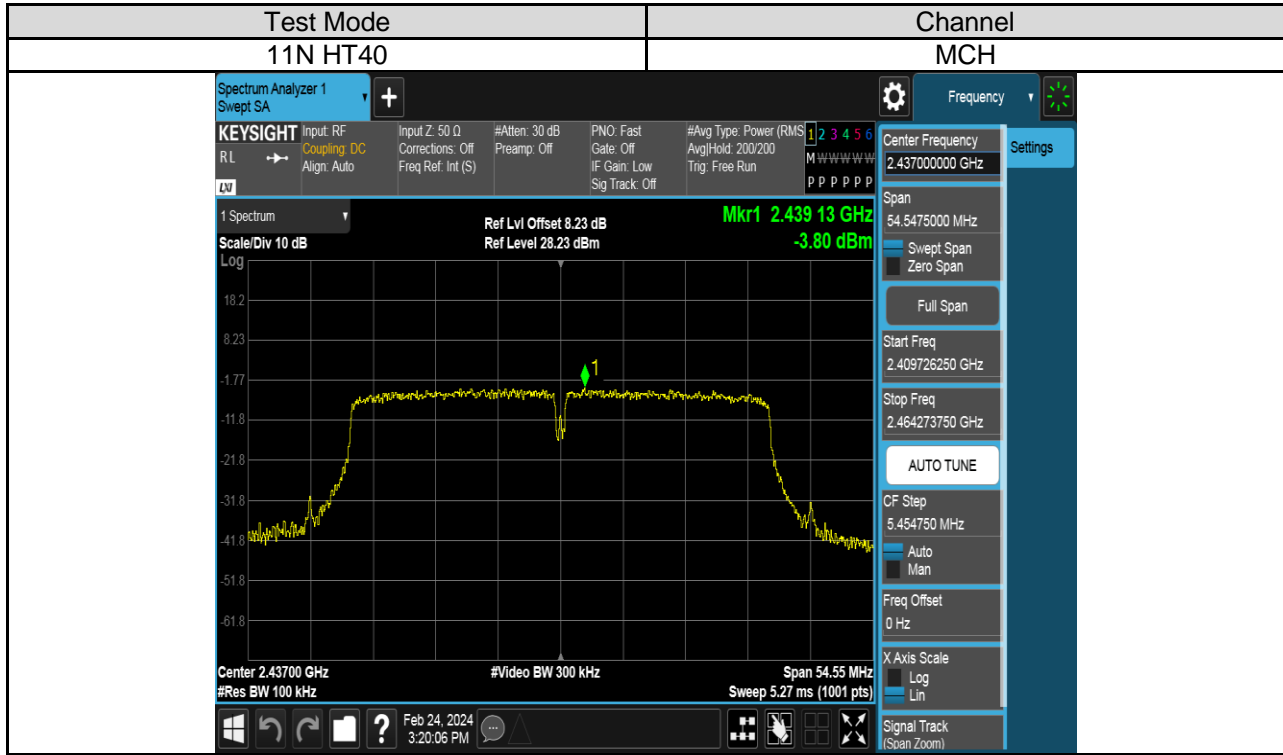 Test Mode Channel
11N HT40 MCH
Spectrum Analyzer 1
Swept SA
+
Frequency
KEYSIGHT Input: RF Input Z: 50 Ω #Atten: 30 dB PNO: Fast #Avg Type: Power (RMS 1 2 3 4 5 6
RL Coupling: DC Corrections: Off Preamp: Off Gate: Off Avg|Hold: 200/200 M W W W W W
Align: Auto Freq Ref: Int (S) IF Gain: Low Trig: Free Run
LXI Sig Track: Off P P P P P P
1 Spectrum Ref Lvl Offset 8.23 dB Mkr1 2.439 13 GHz
Scale/Div 10 dB Ref Level 28.23 dBm -3.80 dBm
Log
18.2
8.23
1
-1.77
-11.8
-21.8
-31.8
-41.8
-51.8
-61.8
Center 2.43700 GHz #Video BW 300 kHz Span 54.55 MHz
#Res BW 100 kHz Sweep 5.27 ms (1001 pts)
? Feb 24, 2024
3:20:06 PM
Center Frequency
2.437000000 GHz
Settings
Span
54.5475000 MHz
Swept Span
Zero Span
Full Span
Start Freq
2.409726250 GHz
Stop Freq
2.464273750 GHz
AUTO TUNE
CF Step
5.454750 MHz
Auto
Man
Freq Offset
0 Hz
X Axis Scale
Log
Lin
Signal Track
(Span Zoom)